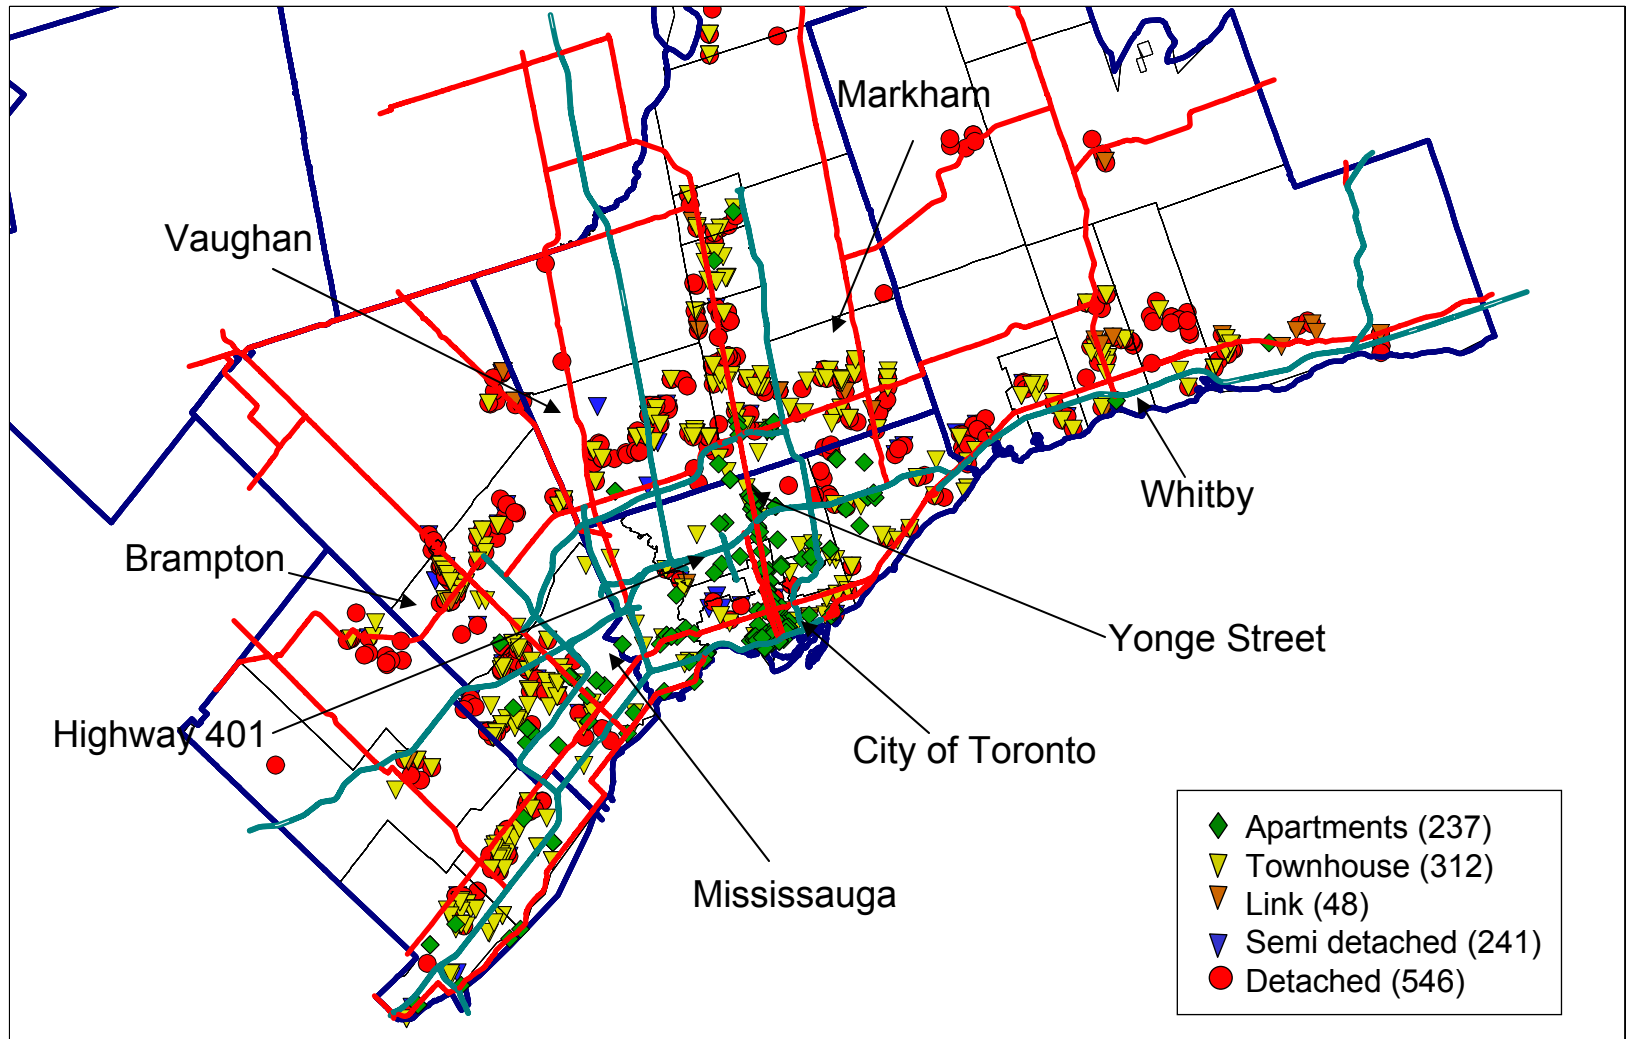 Markham
Vaughan
Whitby
Brampton
Yonge Street
Highway 401
City of Toronto
Mississauga
Apartments (237)
Townhouse (312)
Link (48)
Semi detached (241)
Detached (546)